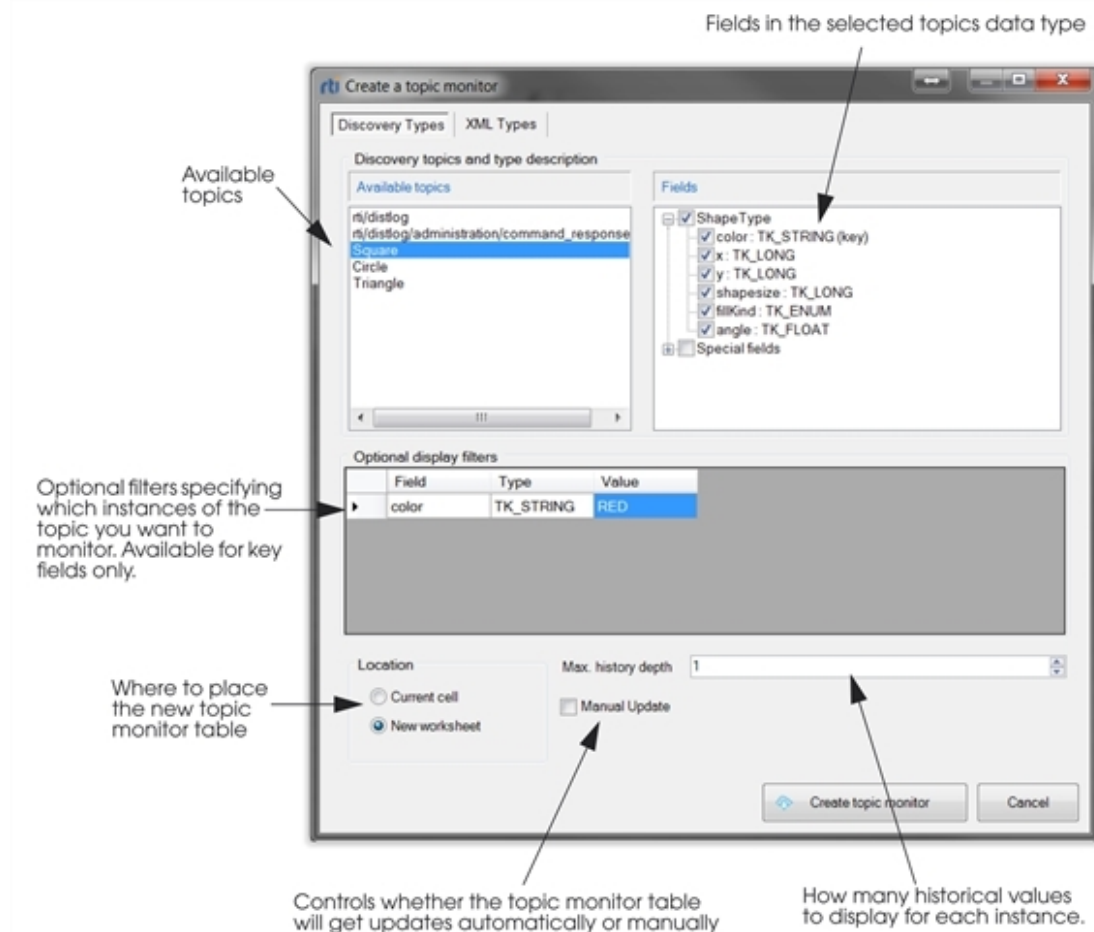 Fields in the selected topics data type
rti Create a topic monitor
Discovery Types XML Types
Discovery topics and type description
Available topics
Fields
Available
topics
rti/distlog
rti/distlog/administration/command_response
Square
Circle
Triangle
ShapeType
color : TK_STRING (key)
x : TK_LONG
y : TK_LONG
shapesize : TK_LONG
fillKind : TK_ENUM
angle : TK_FLOAT
Special fields
Optional display filters
Field Type Value
color TK_STRING RED
Optional filters specifying
which instances of the
topic you want to
monitor. Available for key
fields only.
Location
Current cell
New worksheet
Max. history depth 1
Manual Update
Where to place
the new topic
monitor table
Create topic monitor Cancel
Controls whether the topic monitor table
will get updates automatically or manually
How many historical values
to display for each instance.